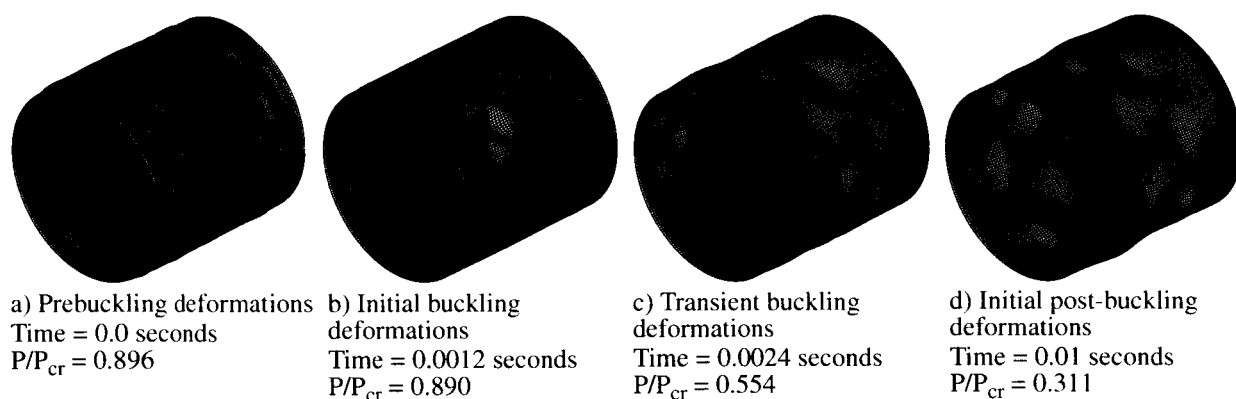 a) Prebuckling deformations
Time = 0.0 seconds
P/Pcr = 0.896
b) Initial buckling
deformations
Time = 0.0012 seconds
P/Pcr = 0.890
c) Transient buckling
deformations
Time = 0.0024 seconds
P/Pcr = 0.554
d) Initial post-buckling
deformations
Time = 0.01 seconds
P/Pcr = 0.311